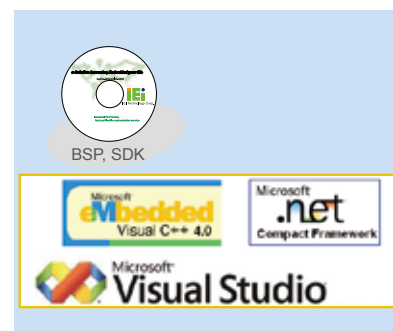 IEi
BSP, SDK
Microsoft
eMbedded
Visual C++ 4.0
Microsoft
.net
Compact Framework
Microsoft
Visual Studio